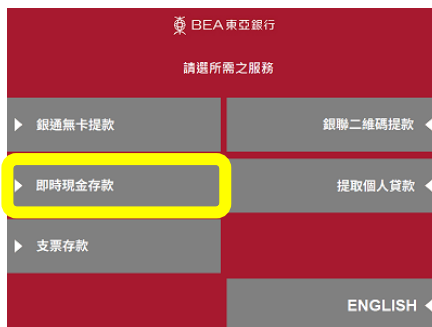 BEA東亞銀行
請選所需之服務
銀通無卡提款
銀聯二維碼提款
即時現金存款
提取個人貸款
支票存款
ENGLISH